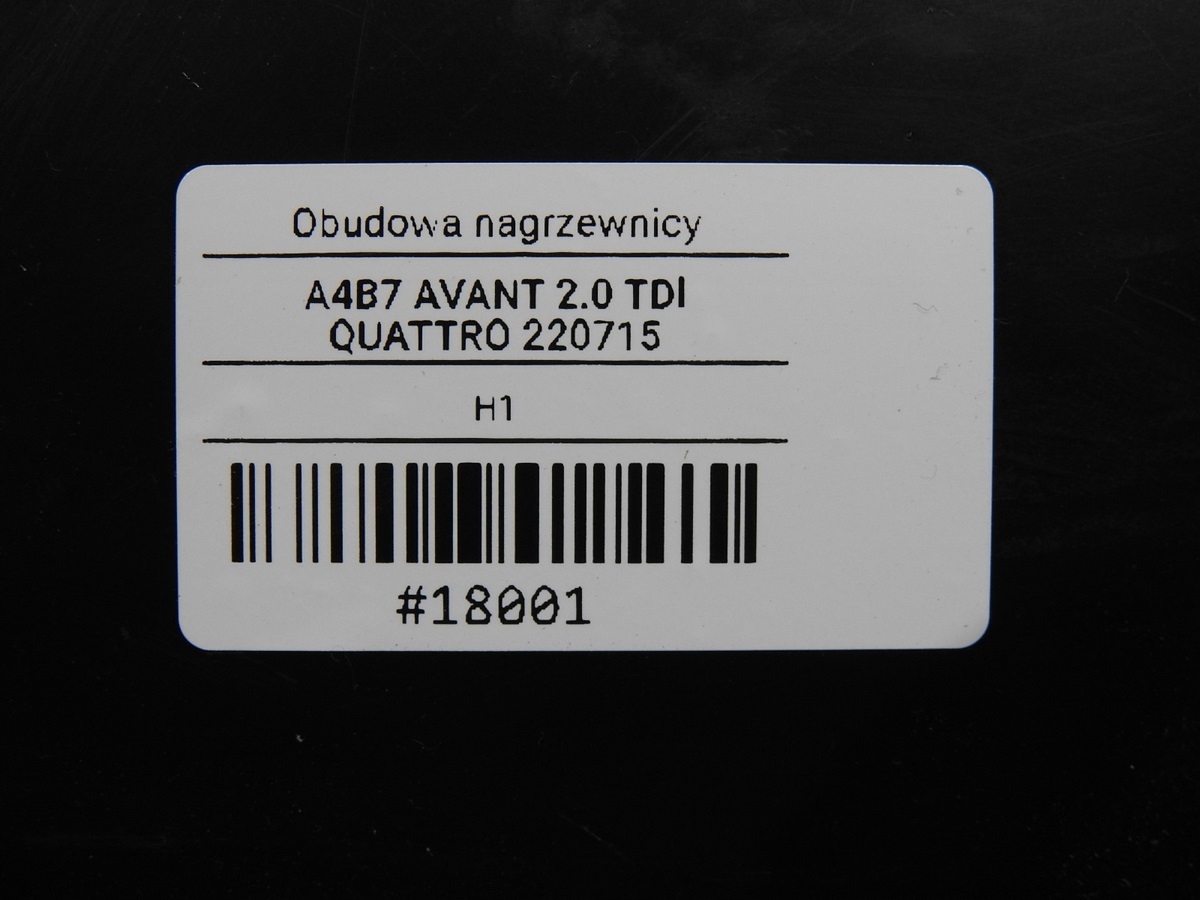 Obudowa nagrzewnicy
A4B7 AVANT 2.0 TDI
QUATTRO 220715
H1
#18001